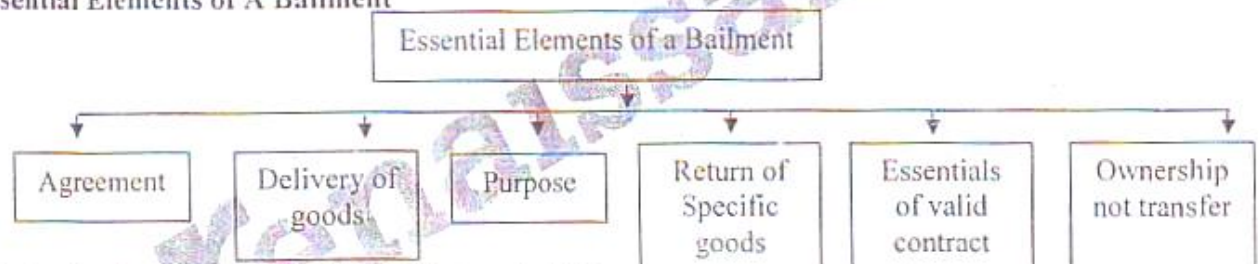 Essential Elements of A Bailment
Essential Elements of a Bailment
Agreement
Delivery of
goods
Purpose
Return of
Specific
goods
Essentials
of valid
contract
Ownership
not transfer